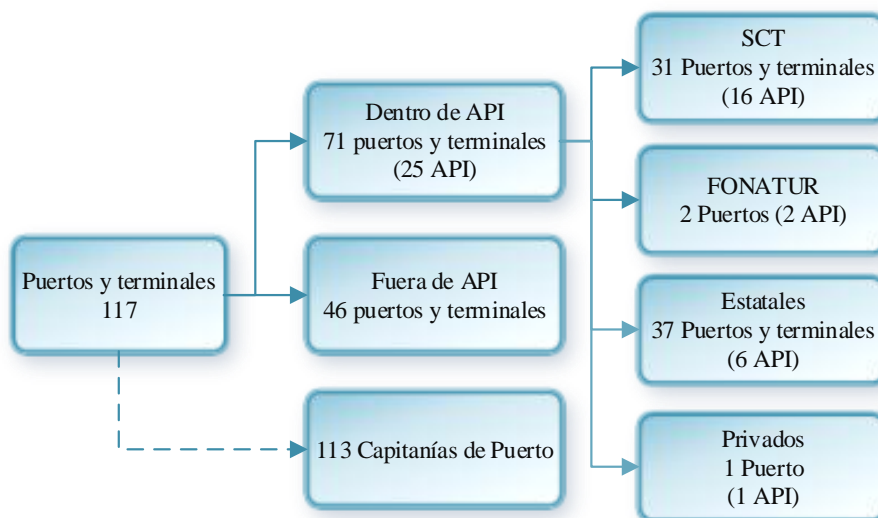 Puertos y terminales
117
Dentro de API
71 puertos y terminales
(25 API)
Fuera de API
46 puertos y terminales
113 Capitanías de Puerto
SCT
31 Puertos y terminales
(16 API)
FONATUR
2 Puertos (2 API)
Estatales
37 Puertos y terminales
(6 API)
Privados
1 Puerto
(1 API)